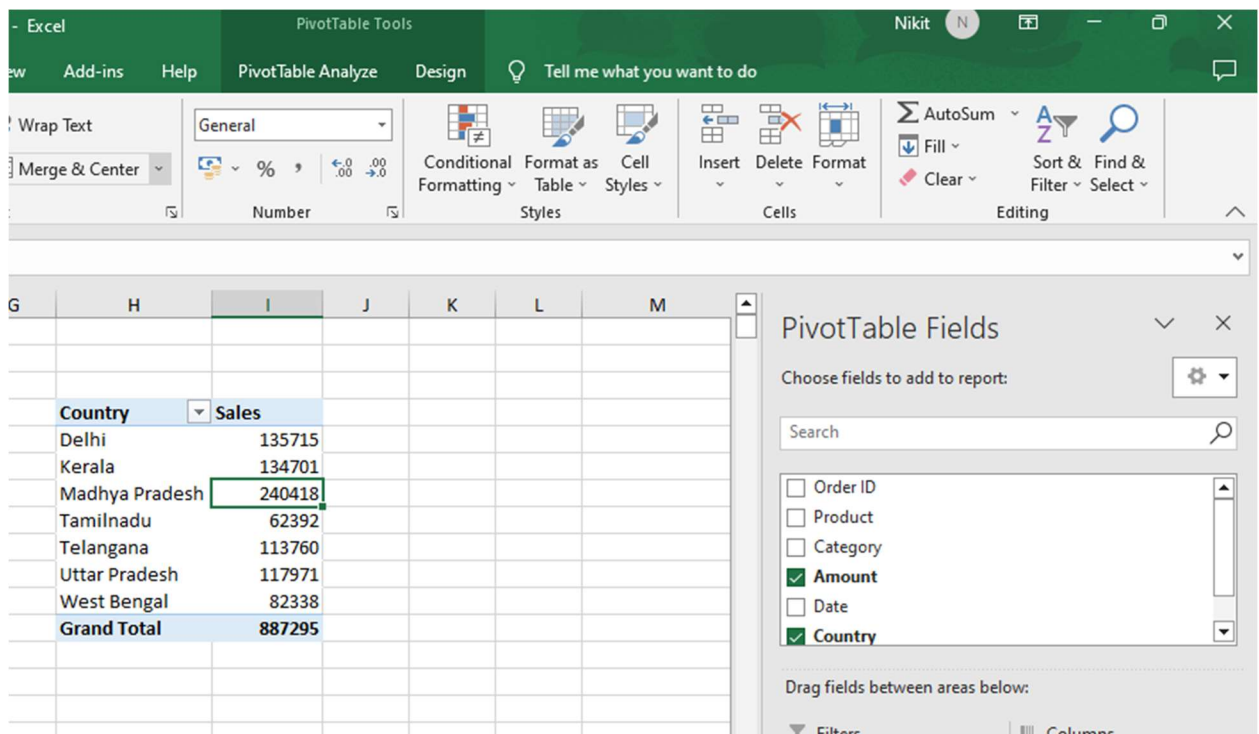 - Excel
PivotTable Tools
Nikit N
ew Add-ins Help PivotTable Analyze Design Tell me what you want to do
Wrap Text
General
Merge & Center
% , .00 .0
Number
Conditional Formatting
Format as Table
Cell Styles
Styles
Insert
Delete
Format
Cells
AutoSum
Fill
Clear
Sort & Filter
Find & Select
Editing
G H I J K L M
Country Sales
Delhi 135715
Kerala 134701
Madhya Pradesh 240418
Tamilnadu 62392
Telangana 113760
Uttar Pradesh 117971
West Bengal 82338
Grand Total 887295
PivotTable Fields
Choose fields to add to report:
Search
Order ID
Product
Category
Amount
Date
Country
Drag fields between areas below:
Filters Columns